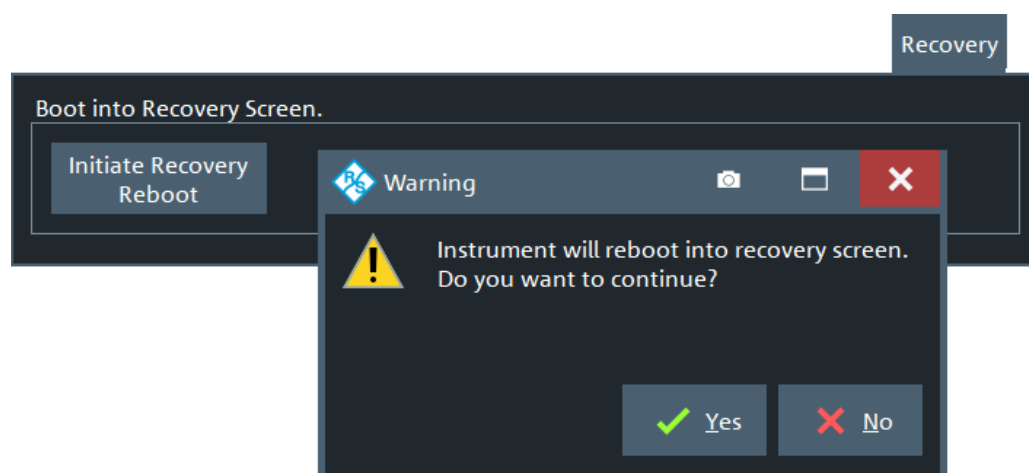 Recovery
Boot into Recovery Screen.
Initiate Recovery
Reboot
R/S Warning
Instrument will reboot into recovery screen.
Do you want to continue?
Yes
No